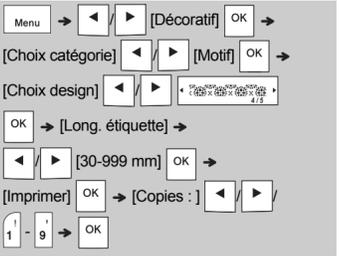 Menu → ◄/► [Décoratif] OK →
[Choix catégorie] ◄/► [Motif] OK →
[Choix design] ◄/► 4/5
OK → [Long. étiquette] →
◄/► [30-999 mm] OK →
[Imprimer] OK → [Copies : ] ◄/►/
! 1 - ' 9 → OK